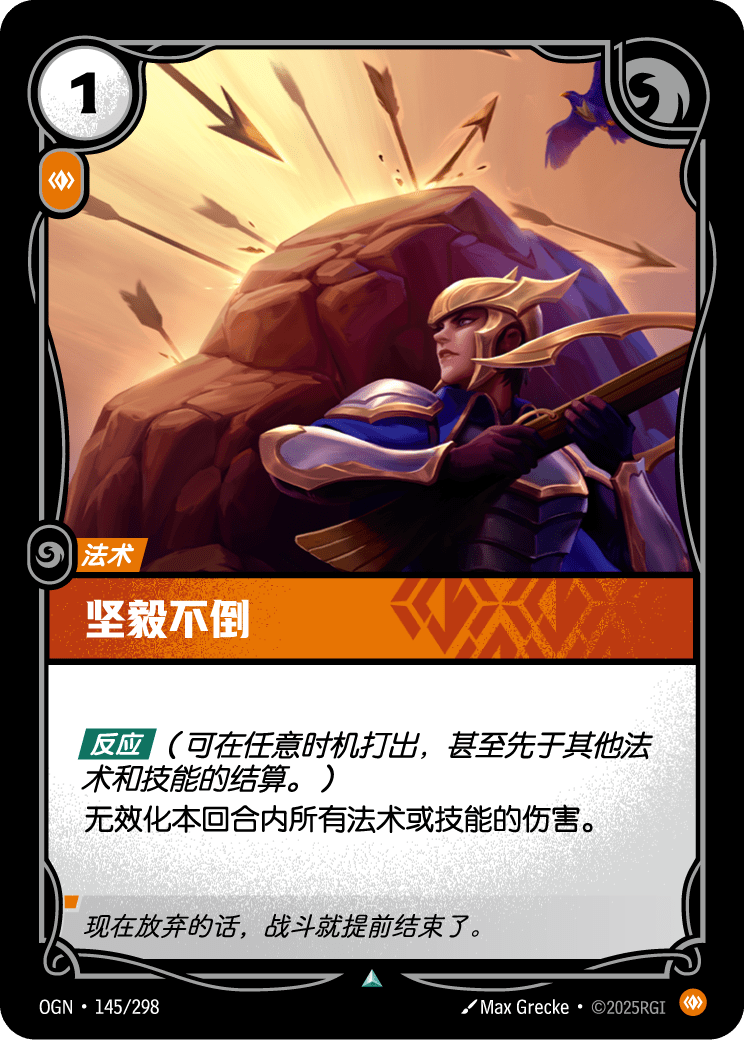 1
法术
坚毅不倒
反应（可在任意时机打出，甚至先于其他法
术和技能的结算。）
无效化本回合内所有法术或技能的伤害。
现在放弃的话，战斗就提前结束了。
OGN • 145/298
Max Grecke • ©2025RGI